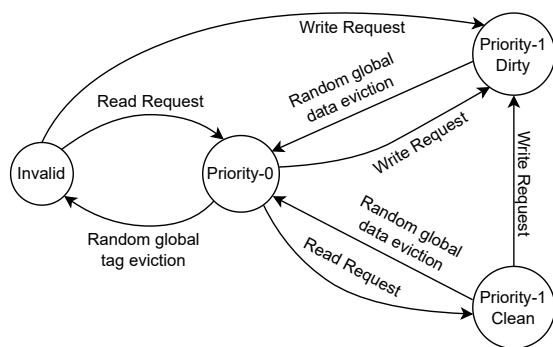 Write Request
Priority-1
Dirty
Random global
data eviction
Read Request
Write Request
Invalid
Priority-0
Write Request
Random global
tag eviction
Random global
data eviction
Read Request
Priority-1
Clean